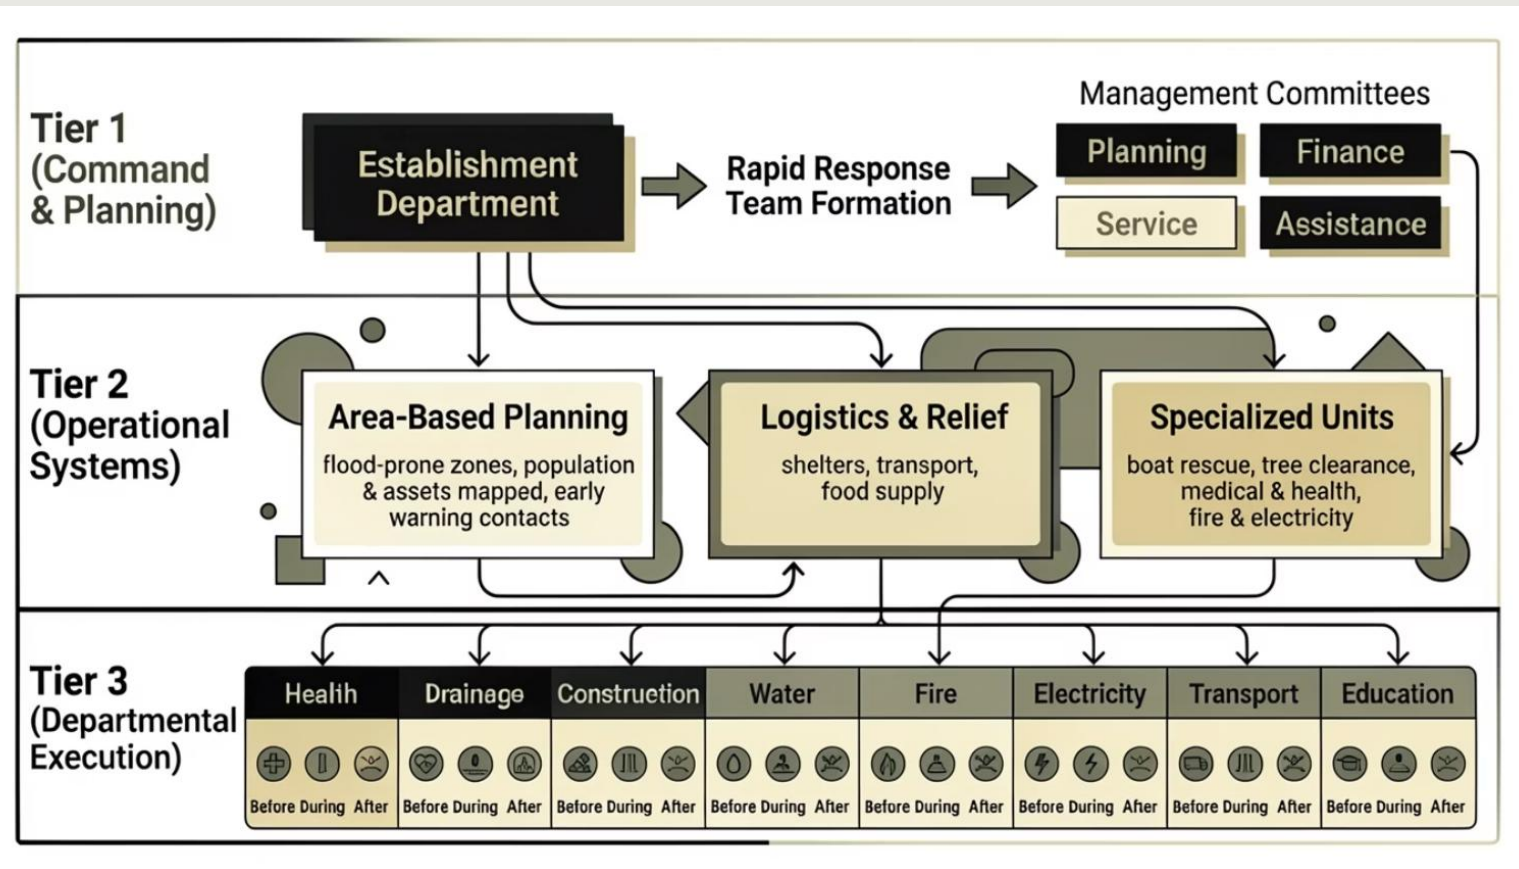 Tier 1
(Command
& Planning)
Establishment
Department
Rapid Response
Team Formation
Management Committees
Planning
Finance
Service
Assistance
Tier 2
(Operational
Systems)
Area-Based Planning
flood-prone zones, population
& assets mapped, early
warning contacts
Logistics & Relief
shelters, transport,
food supply
Specialized Units
boat rescue, tree clearance,
medical & health,
fire & electricity
Tier 3
(Departmental
Execution)
Health
Drainage
Construction
Water
Fire
Electricity
Transport
Education
Before During After
Before During After
Before During After
Before During After
Before During After
Before During After
Before During After
Before During After